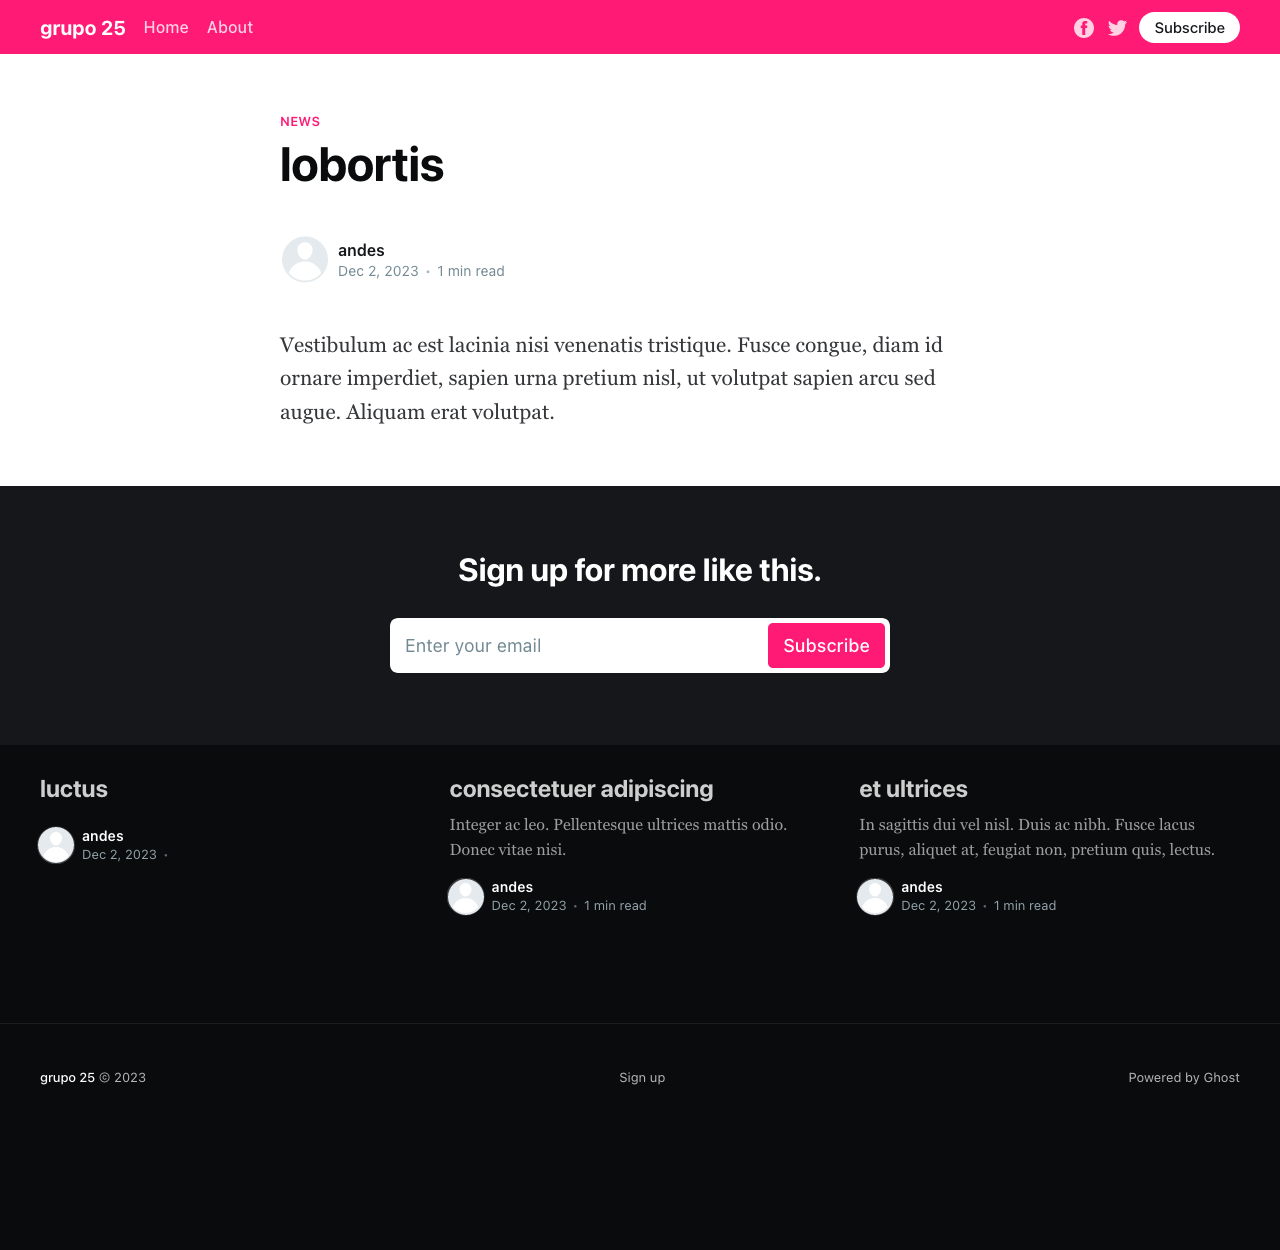 grupo 25 Home About Subscribe
NEWS
lobortis
andes
Dec 2, 2023 • 1 min read
Vestibulum ac est lacinia nisi venenatis tristique. Fusce congue, diam id
ornare imperdiet, sapien urna pretium nisl, ut volutpat sapien arcu sed
augue. Aliquam erat volutpat.
Sign up for more like this.
Enter your email Subscribe
luctus
andes
Dec 2, 2023 •
consectetuer adipiscing
Integer ac leo. Pellentesque ultrices mattis odio.
Donec vitae nisi.
andes
Dec 2, 2023 • 1 min read
et ultrices
In sagittis dui vel nisl. Duis ac nibh. Fusce lacus
purus, aliquet at, feugiat non, pretium quis, lectus.
andes
Dec 2, 2023 • 1 min read
grupo 25 © 2023 Sign up Powered by Ghost